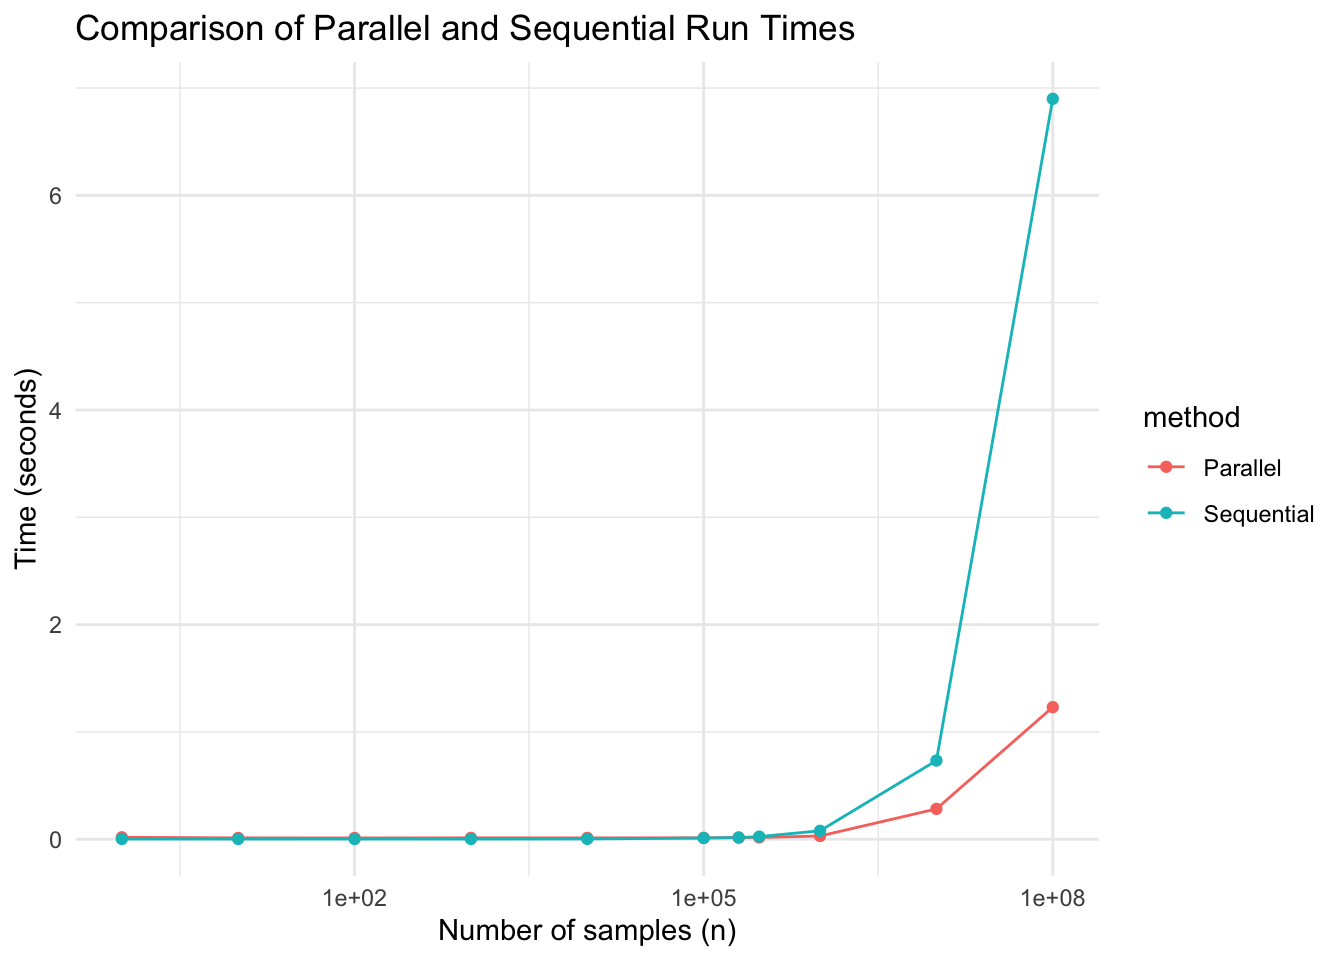 Comparison of Parallel and Sequential Run Times
6
4
2
0
Time (seconds)
1e+02
1e+05
1e+08
Number of samples (n)
method
Parallel
Sequential